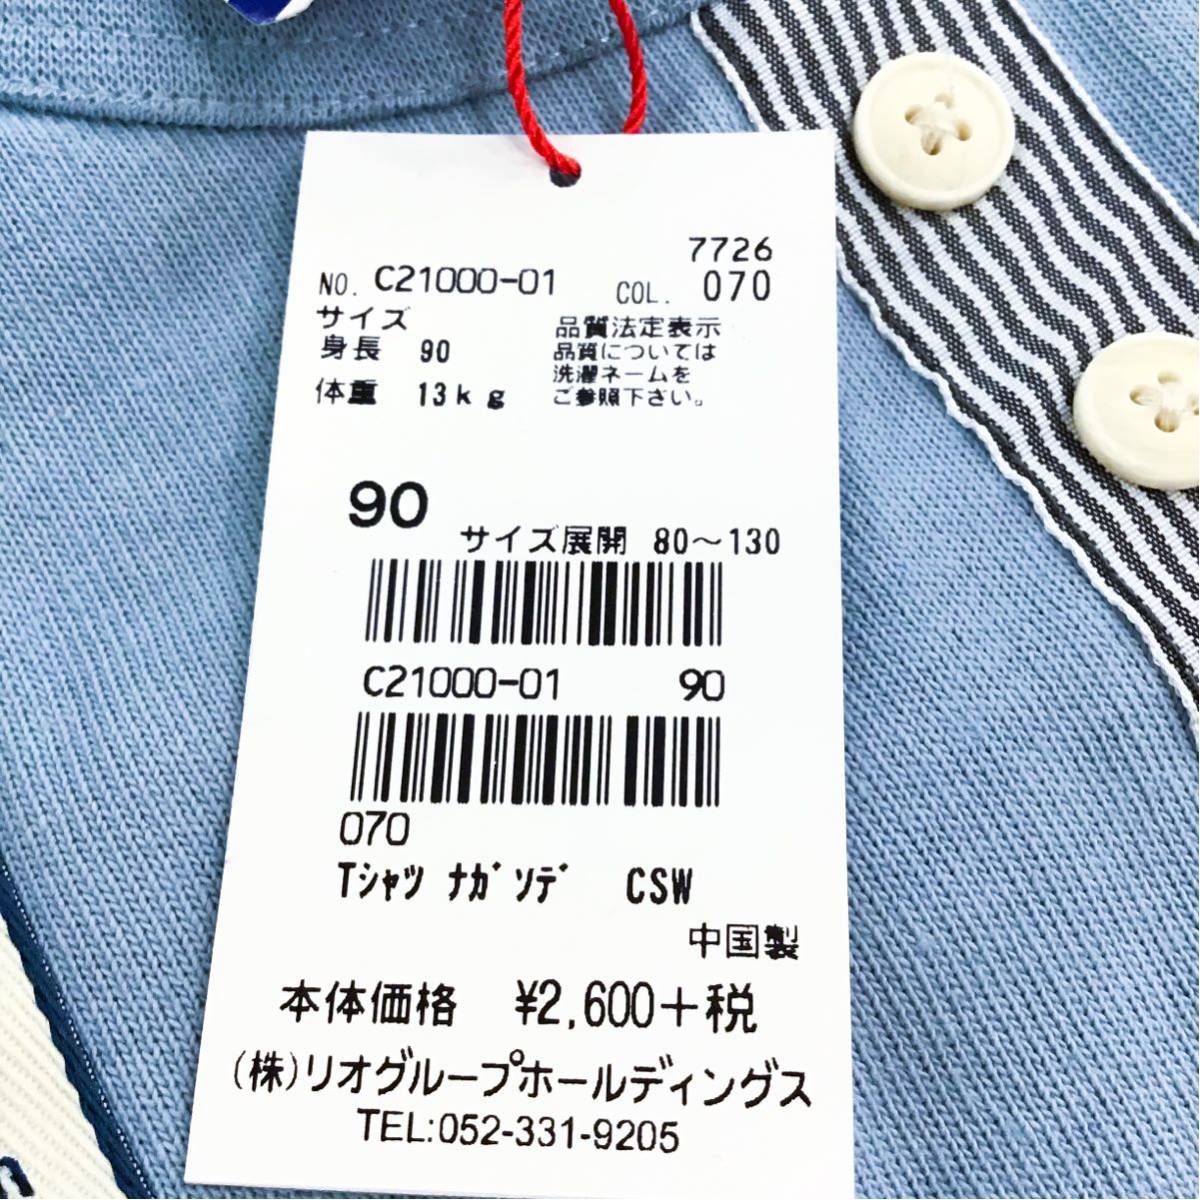 7726
NO. C21000-01 COL. 070
サイズ
身長 90
体重 13kg
品質法定表示
品質については
洗濯ネームを
ご参照下さい。
90
サイズ展開 80～130
C21000-01 90
070
Tｼｬﾂ ﾅｶﾞｿﾃﾞ CSW
中国製
本体価格 ¥2,600+税
(株)リオグループホールディングス
TEL:052-331-9205